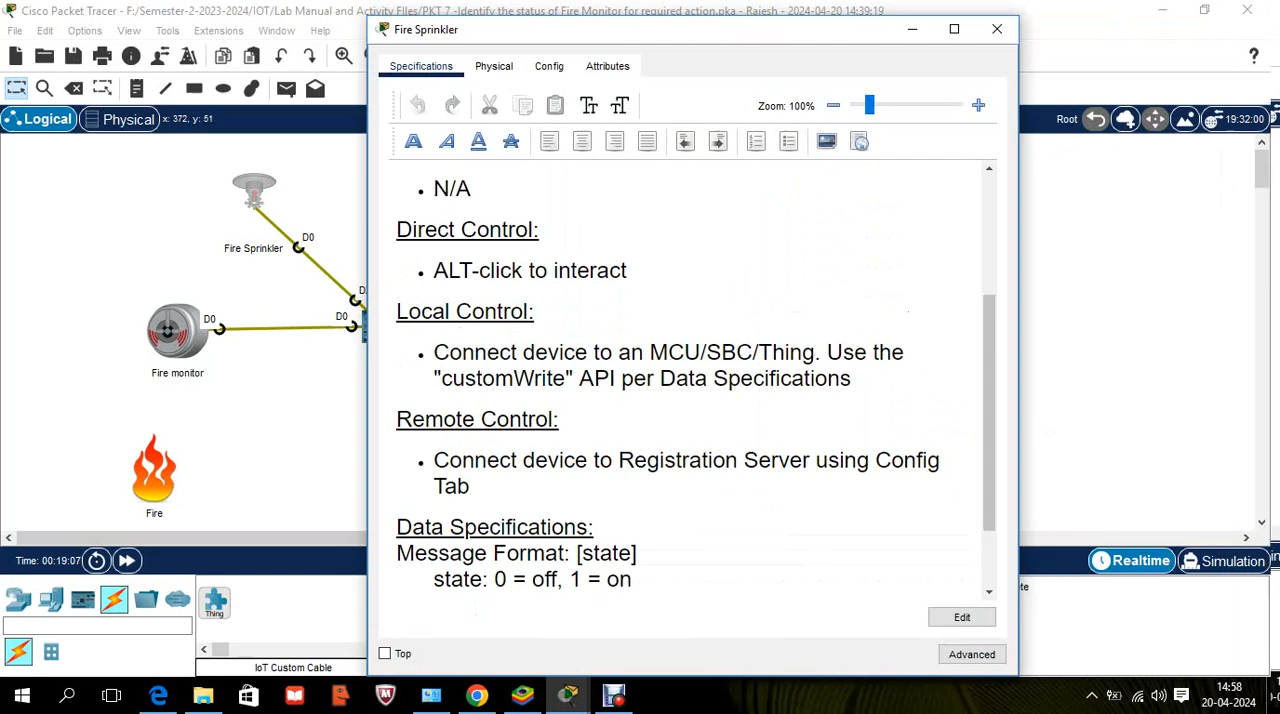 Cisco Packet Tracer - F:/Semester-2-2023-2024/IOT/Lab Manual and Activity Files/PKT 7 -Identify the status of Fire Monitor for required action.pka - Rajesh - 2024-04-20 14:39:19
File Edit Options View Tools Extensions Window Help
Fire Sprinkler
Specifications Physical Config Attributes
Zoom: 100%
Logical Physical x: 372, y: 51
Root 19:32:00
N/A
Direct Control:
ALT-click to interact
Local Control:
Connect device to an MCU/SBC/Thing. Use the
"customWrite" API per Data Specifications
Remote Control:
Connect device to Registration Server using Config
Tab
Data Specifications:
Message Format: [state]
state: 0 = off, 1 = on
Edit
Top
Advanced
D0
Fire Sprinkler
D0
D0
Fire monitor
Fire
Time: 00:19:07
Realtime Simulation
Thing
IoT Custom Cable
14:58
20-04-2024